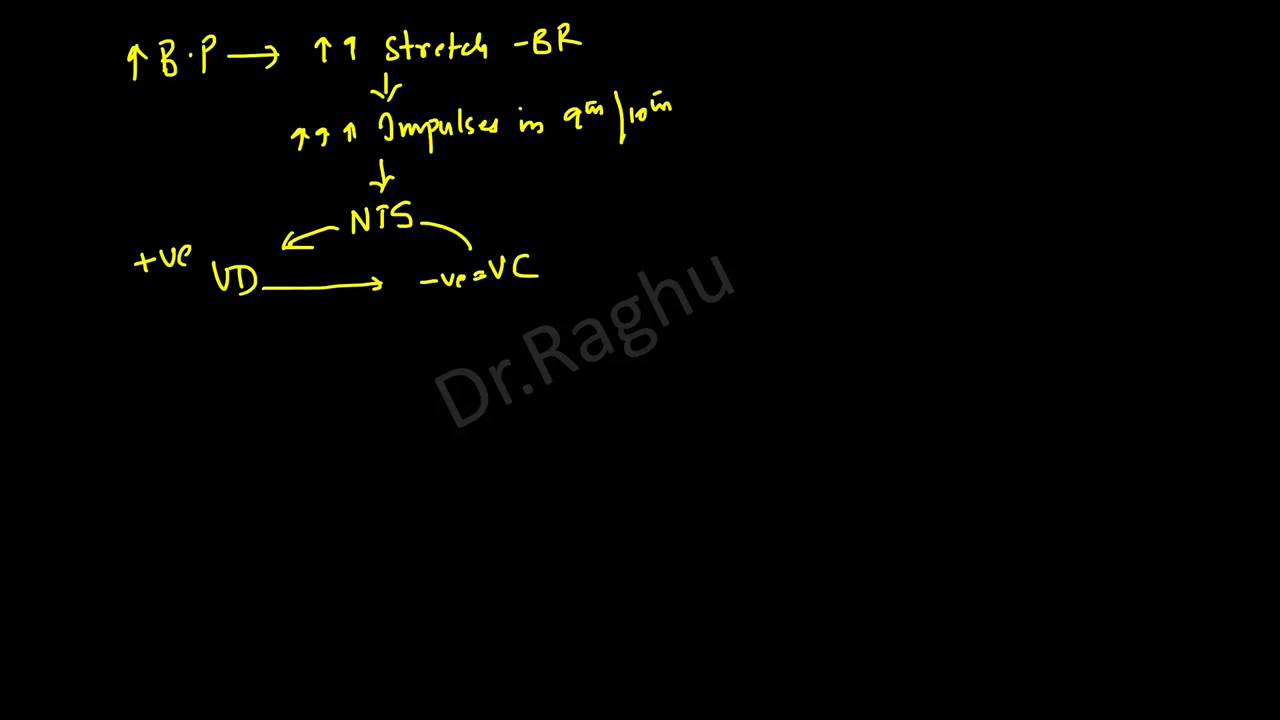 ↑ B.P → ↑ ↑ stretch - BR
↓
↑ ↑ ↑ Impulses in 9th / 10th
↓
NTS
+ve VD → -ve = VC
Dr.Raghu